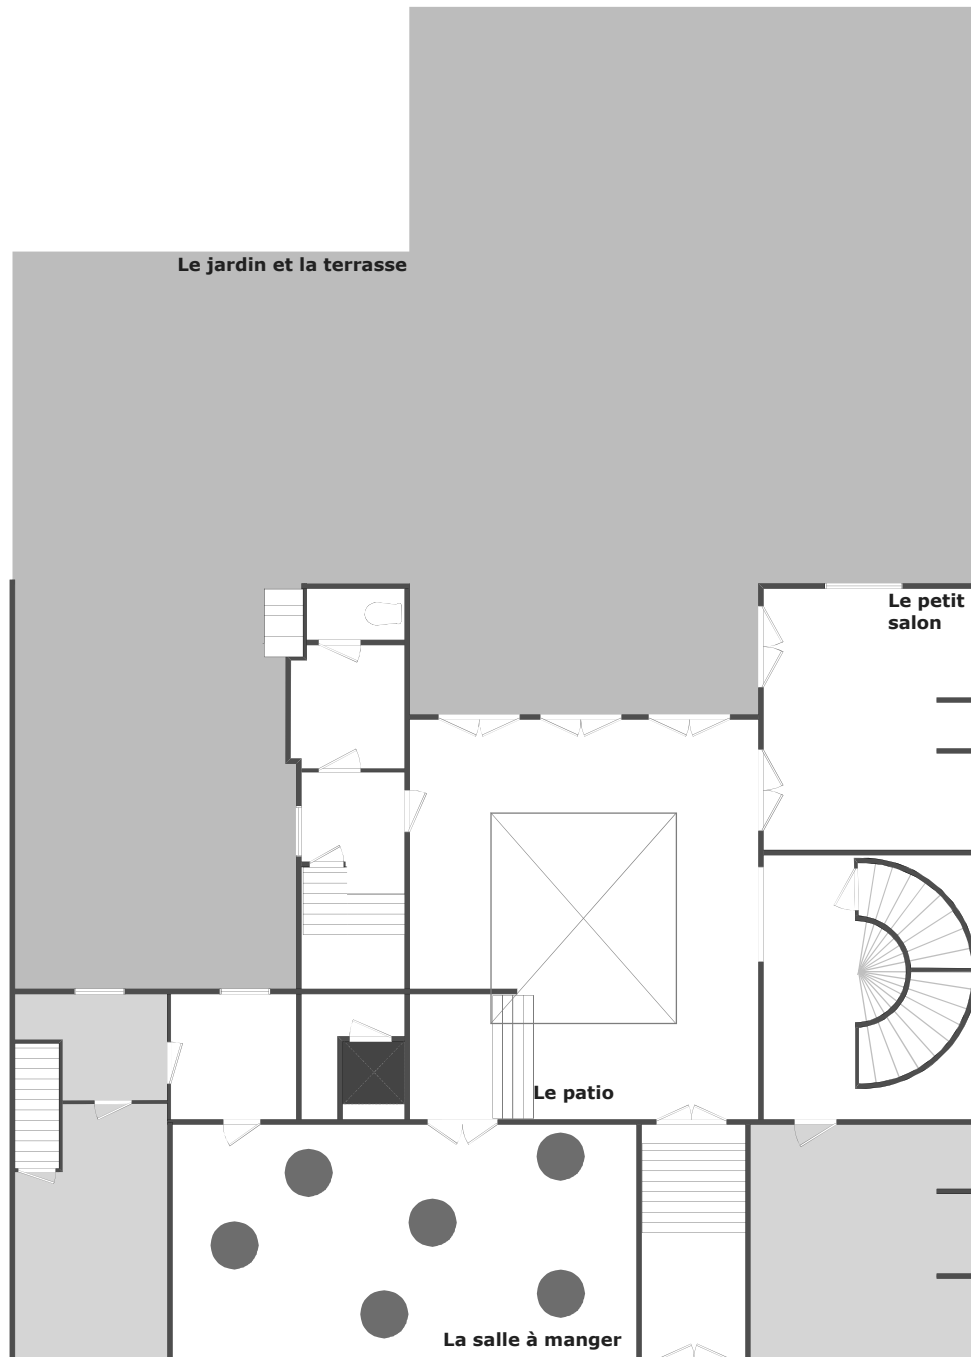 Le jardin et la terrasse
Le petit
salon
Le patio
La salle à manger